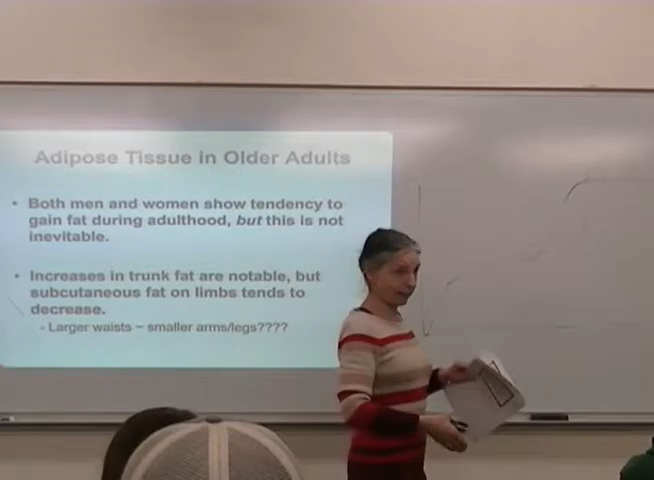 Adipose Tissue in Older Adults
• Both men and women show tendency to
gain fat during adulthood, but this is not
inevitable.
• Increases in trunk fat are notable, but
subcutaneous fat on limbs tends to
decrease.
- Larger waists ~ smaller arms/legs????